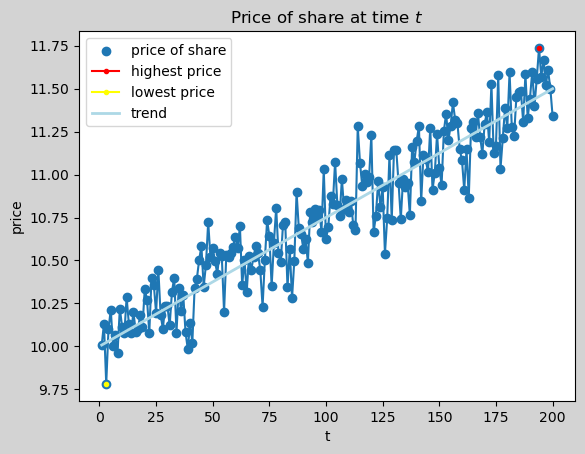 Price of share at time t
price of share
highest price
lowest price
trend
price
11.75
11.50
11.25
11.00
10.75
10.50
10.25
10.00
9.75
0
25
50
75
100
125
150
175
200
t